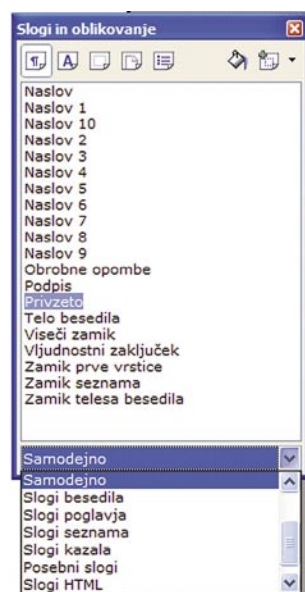 Slogi in oblikovanje
Naslov
Naslov 1
Naslov 10
Naslov 2
Naslov 3
Naslov 4
Naslov 5
Naslov 6
Naslov 7
Naslov 8
Naslov 9
Obrobne opombe
Podpis
Privzeto
Telo besedila
Viseči zamik
Vljudnostni zaključek
Zamik prve vrstice
Zamik seznama
Zamik telesa besedila
Samodejno
Samodejno
Slogi besedila
Slogi poglavja
Slogi seznama
Slogi kazala
Posebni slogi
Slogi HTML